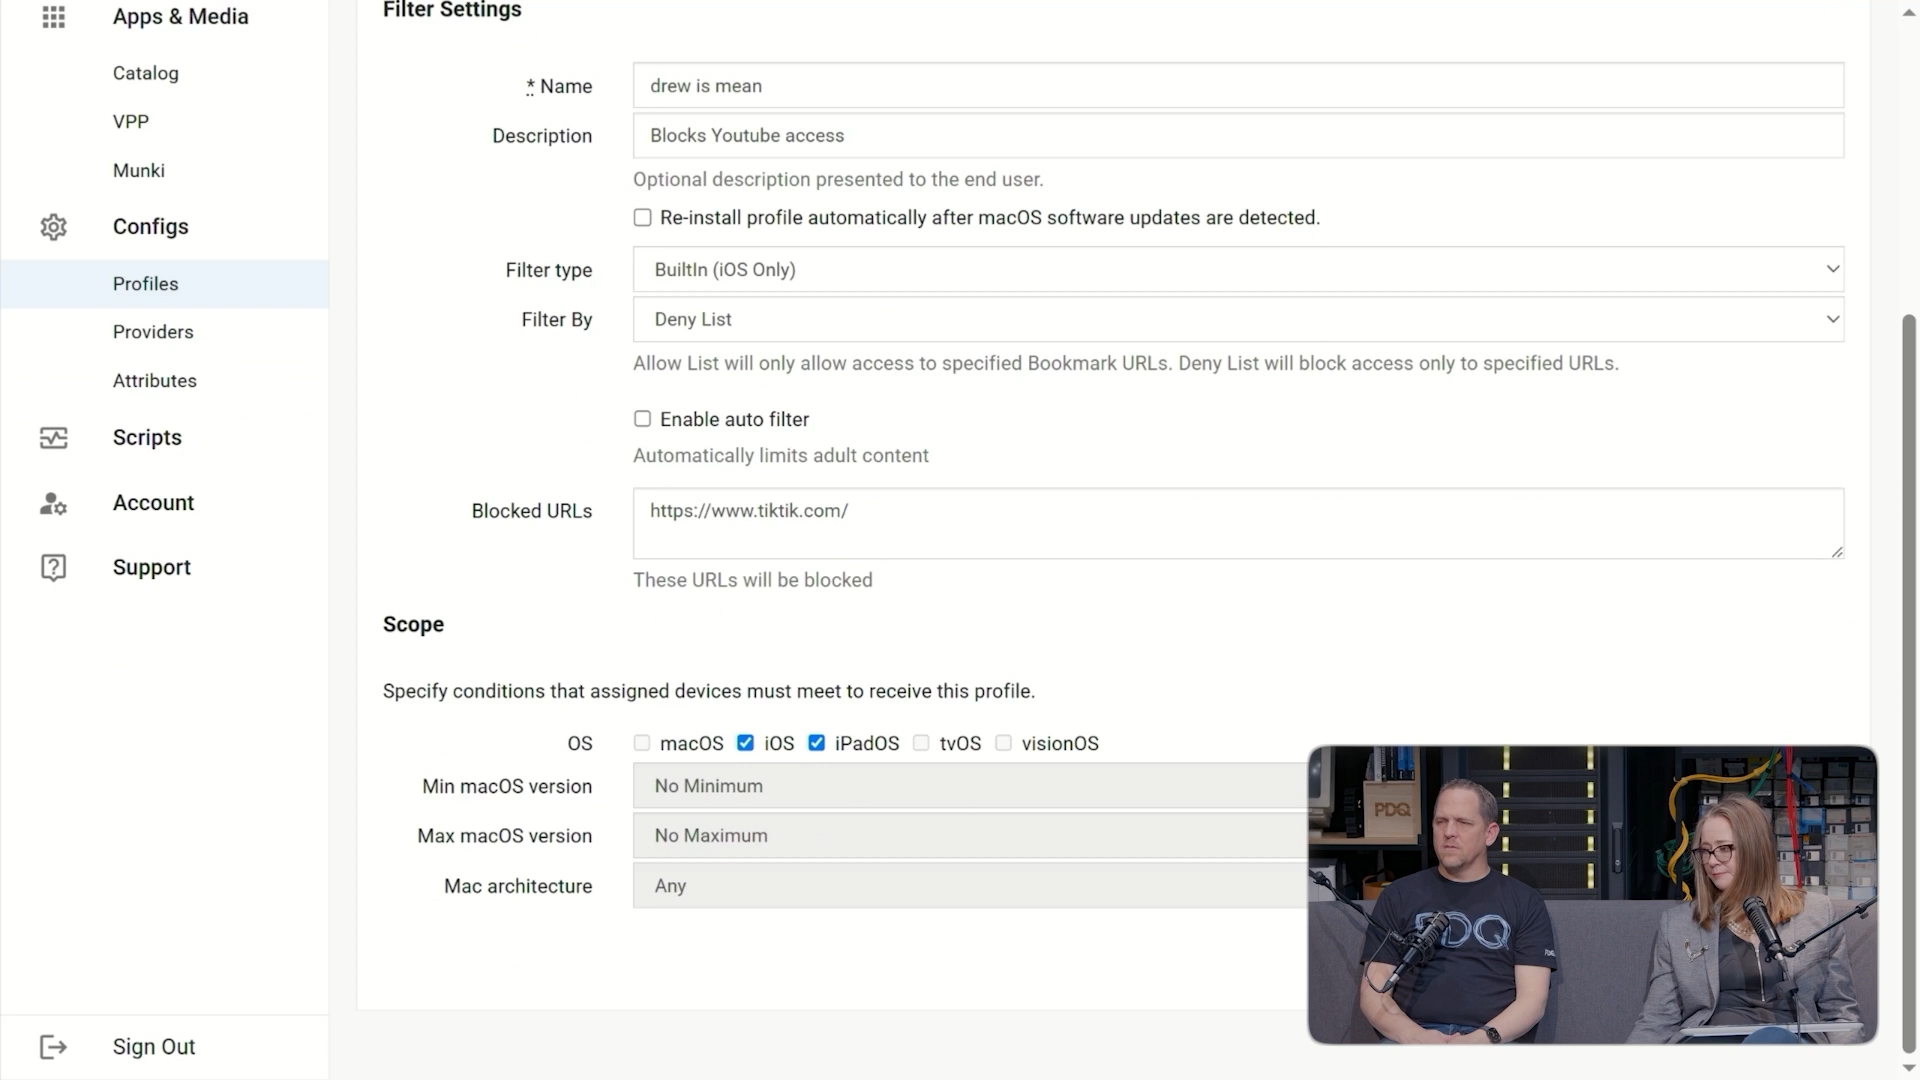 Apps & Media
Catalog
VPP
Munki
Configs
Profiles
Providers
Attributes
Scripts
Account
Support
Sign Out
Filter Settings
* Name
drew is mean
Description
Blocks Youtube access
Optional description presented to the end user.
Re-install profile automatically after macOS software updates are detected.
Filter type
BuiltIn (iOS Only)
Filter By
Deny List
Allow List will only allow access to specified Bookmark URLs. Deny List will block access only to specified URLs.
Enable auto filter
Automatically limits adult content
Blocked URLs
https://www.tiktik.com/
These URLs will be blocked
Scope
Specify conditions that assigned devices must meet to receive this profile.
OS
macOS
iOS
iPadOS
tvOS
visionOS
Min macOS version
No Minimum
Max macOS version
No Maximum
Mac architecture
Any
PDQ
PDQ